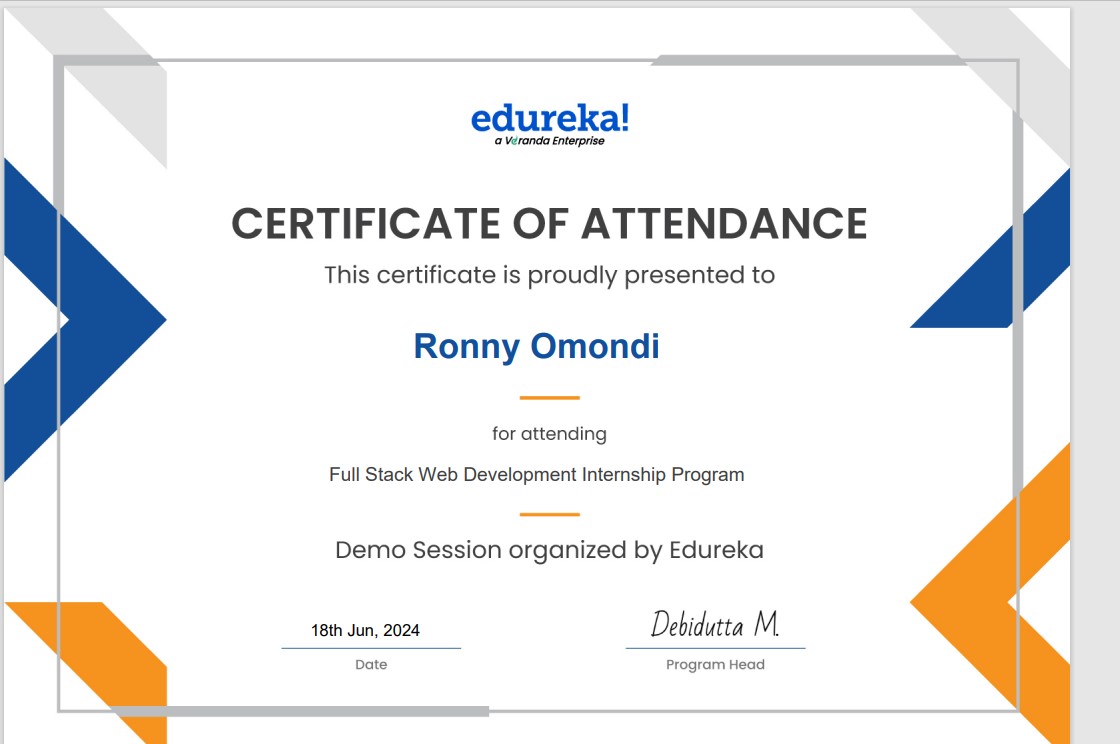 edureka!
a Veranda Enterprise
CERTIFICATE OF ATTENDANCE
This certificate is proudly presented to
Ronny Omondi
for attending
Full Stack Web Development Internship Program
Demo Session organized by Edureka
18th Jun, 2024
Debidutta M.
Date
Program Head